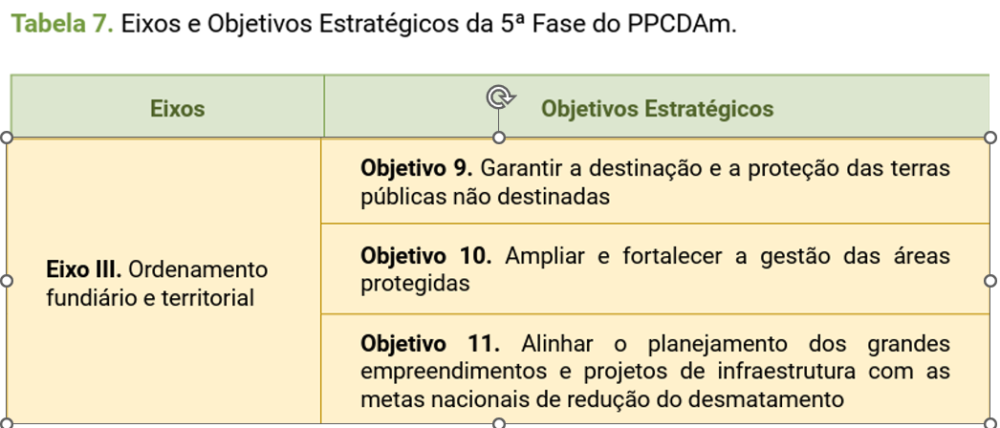 Tabela 7. Eixos e Objetivos Estratégicos da 5ª Fase do PPCDAm.
Eixos
Objetivos Estratégicos
Eixo III. Ordenamento
fundiário e territorial
Objetivo 9. Garantir a destinação e a proteção das terras
públicas não destinadas
Objetivo 10. Ampliar e fortalecer a gestão das áreas
protegidas
Objetivo 11. Alinhar o planejamento dos grandes
empreendimentos e projetos de infraestrutura com as
metas nacionais de redução do desmatamento